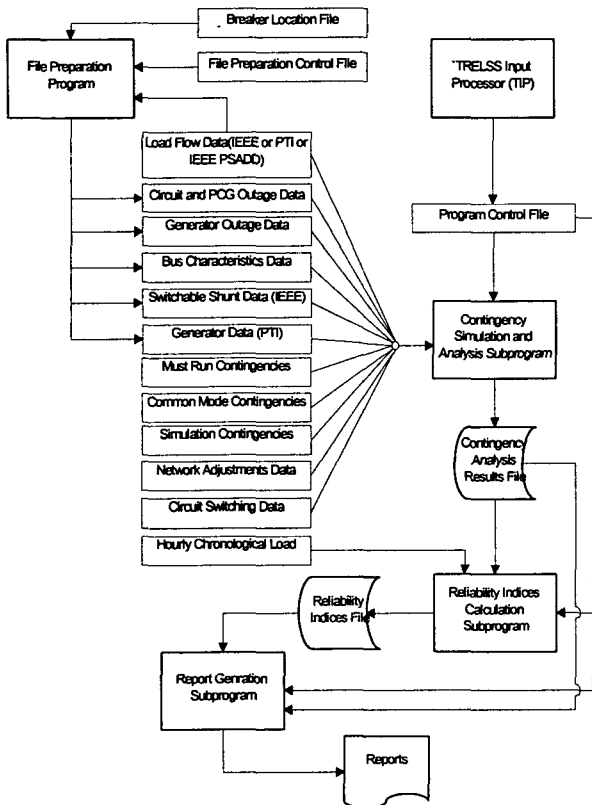 Breaker Location File
File Preparation
Program
File Preparation Control File
TRELSS Input
Processor (TIP)
Load Flow Data(IEEE or PTI or
IEEE PSADD)
Circuit and PCG Outage Data
Generator Outage Data
Bus Characteristics Data
Switchable Shunt Data (IEEE)
Generator Data (PTI)
Must Run Contingencies
Common Mode Contingencies
Simulation Contingencies
Network Adjustments Data
Circuit Switching Data
Hourly Chronological Load
Program Control File
Contingency
Simulation and
Analysis Subprogram
Contingency
Analysis
Results File
Reliability Indices
Calculation
Subprogram
Reliability
Indices File
Report Genration
Subprogram
Reports